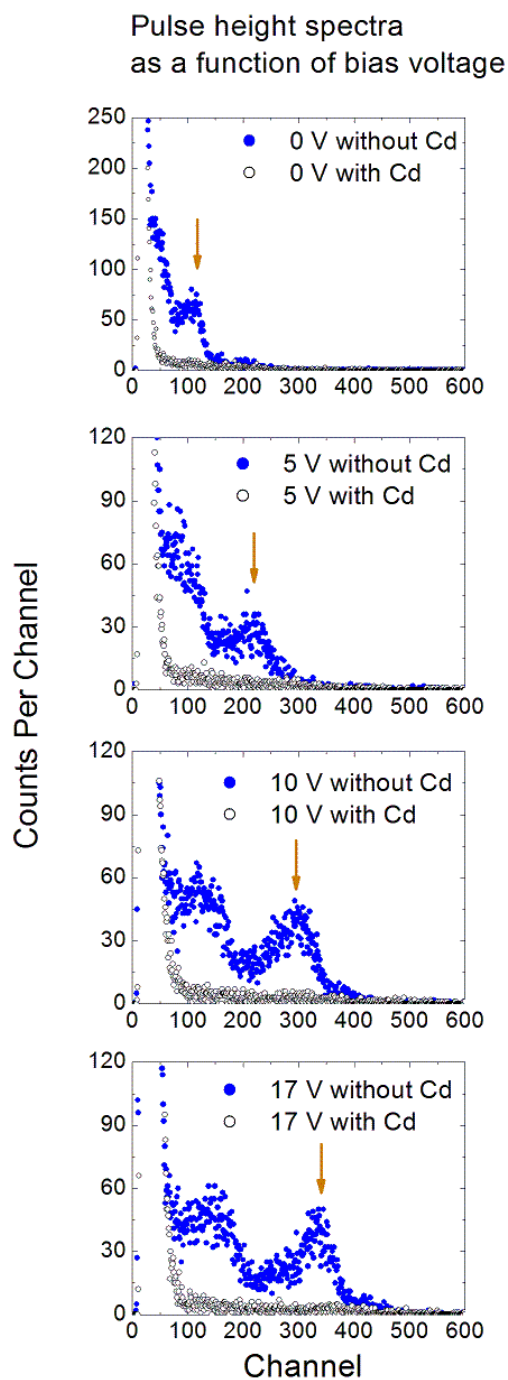 Pulse height spectra
as a function of bias voltage
Counts Per Channel
250
200
150
100
50
0
0 V without Cd
0 V with Cd
0 100 200 300 400 500 600
120
90
60
30
0
5 V without Cd
5 V with Cd
0 100 200 300 400 500 600
120
90
60
30
0
10 V without Cd
10 V with Cd
0 100 200 300 400 500 600
120
90
60
30
0
17 V without Cd
17 V with Cd
0 100 200 300 400 500 600
Channel